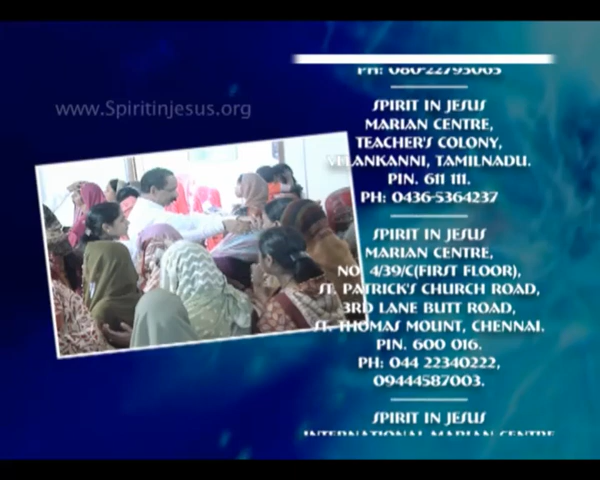 www.Spiritinjesus.org
PH: 080-22793065
SPIRIT IN JESUS
MARIAN CENTRE,
TEACHER'S COLONY,
VELANKANNI, TAMILNADU.
PIN. 611 111.
PH: 0436-5364237
SPIRIT IN JESUS
MARIAN CENTRE,
NO. 4/39/C(FIRST FLOOR),
ST. PATRICK'S CHURCH ROAD,
3RD LANE BUTT ROAD,
ST. THOMAS MOUNT, CHENNAI.
PIN. 600 016.
PH: 044 22340222,
09444587003.
SPIRIT IN JESUS
INTERNATIONAL MARIAN CENTRE